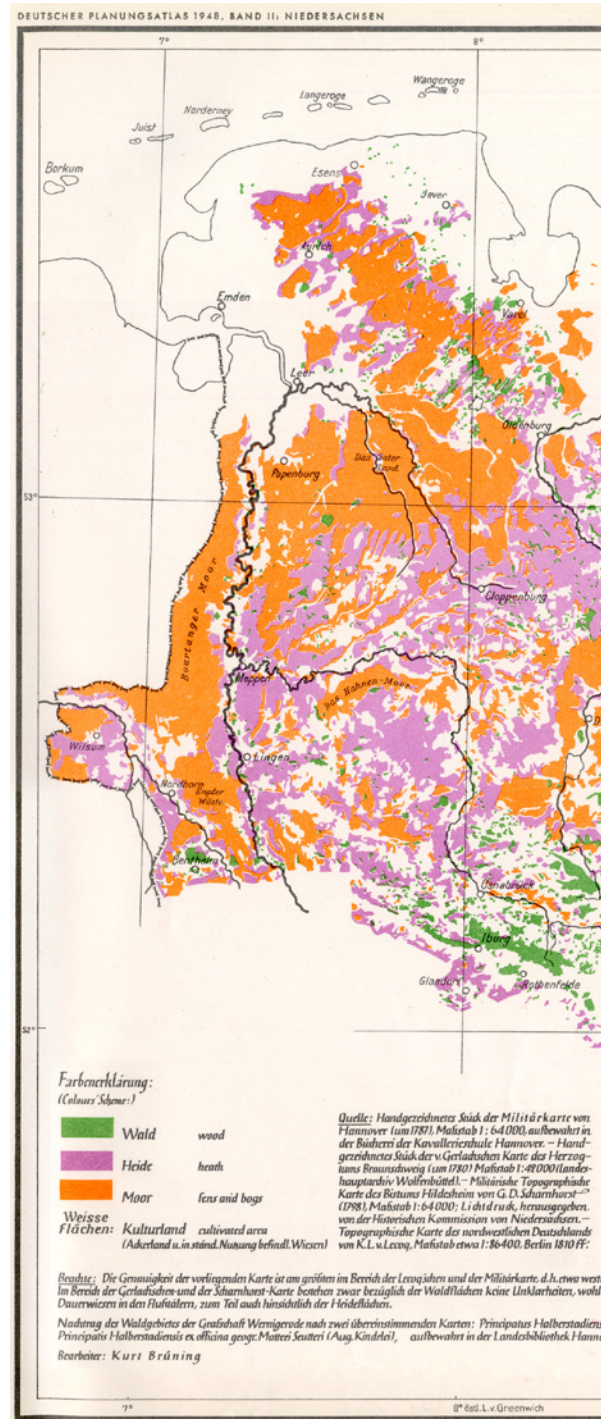 DEUTSCHER PLANUNGSATLAS 1948, BAND II: NIEDERSACHSEN
7°
8°
Wangeroge
Langeroge
Norderney
Juist
Borkum
Esens
Jever
Aurich
Emden
Varel
Leer
Oldenburg
Das Sater
Land.
Papenburg
53°
Cloppenburg
Bourtanger Moor
Meppen
Das Hahnen-Moor
Wilsum
Lingen
Nordhorn
Engder
Wüste
Bentheim
Osnabrück
Iburg
Glandorf
Rothenfelde
52°
Farbenerklärung:
(Colours' Scheme:)
Wald wood
Heide heath
Moor fens and bogs
Weisse
Flächen: Kulturland cultivated area
(Ackerland u. in ständ. Nutzung befindl. Wiesen)
Quelle: Handgezeichnetes Stück der Militärkarte von
Hannover (um 1787), Maßstab 1:64000, aufbewahrt in
der Bücherei der Kavallerieschule Hannover. – Hand-
gezeichnetes Stück der v. Gerlachschen Karte des Herzog-
tums Braunschweig (um 1780) Maßstab 1:42000 (Landes-
hauptarchiv Wolfenbüttel). – Militärische Topographische
Karte des Bistums Hildesheim von G. D. Scharnhorst
(1798), Maßstab 1:64000; Lichtdruk, herausgegeben
von der Historischen Kommission von Niedersachsen. –
Topographische Karte des nordwestlichen Deutschlands
von K. L. v. Lecoq, Maßstab etwa 1:86400, Berlin 1810 ff.
Beachte: Die Genauigkeit der vorliegenden Karte ist am größten im Bereich der Lecoq'schen und der Militärkarte, d.h. etwa west
Im Bereich der Gerlachschen und der Scharnhorst-Karte bestehen zwar bezüglich der Waldflächen keine Unklarheiten, wohl
Dauerwiesen in den Flußtälern, zum Teil auch hinsichtlich der Heideflächen.
Nachtrag der Waldgebietes der Grafschaft Wernigerode nach zwei übereinstimmenden Karten: Principatus Halberstadien
Principatis Halberstadiensis ex officina geogr. Matteei Seutteri (Aug. Kindrlei), aufbewahrt in der Landesbibliothek Hann
Bearbeiter: Kurt Brüning
7°
8° östl. L. v. Greenwich